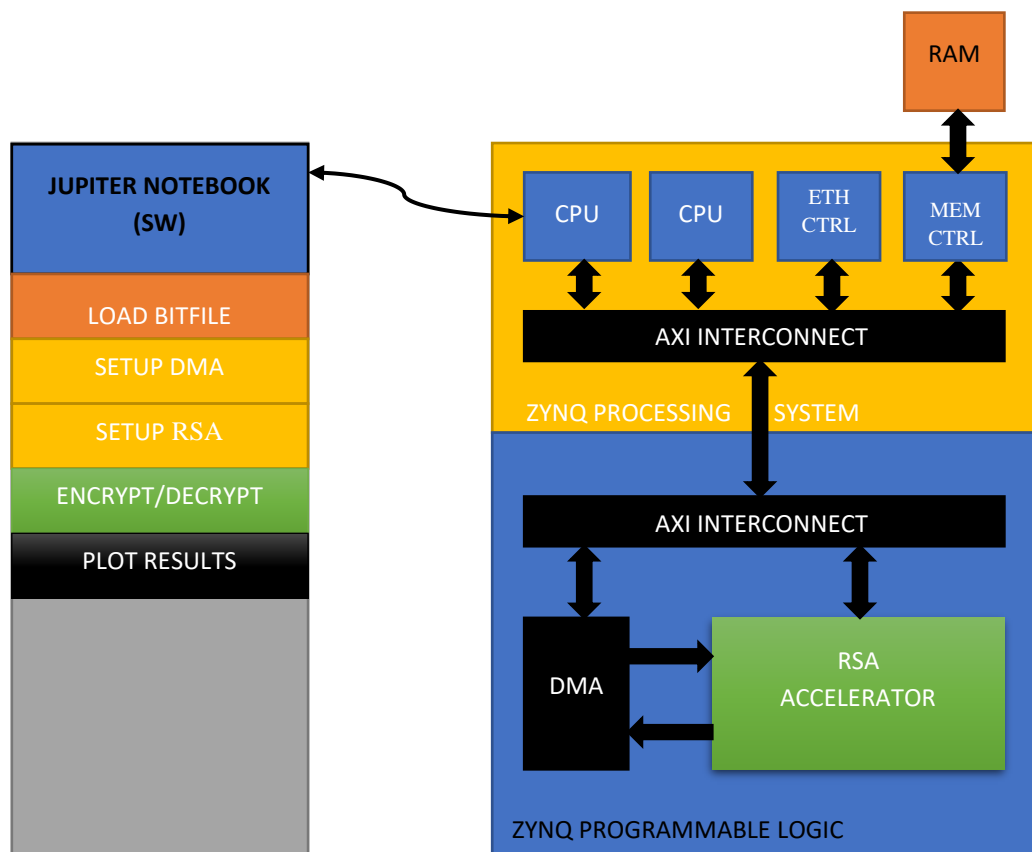 RAM
JUPITER NOTEBOOK
(SW)
LOAD BITFILE
SETUP DMA
SETUP RSA
ENCRYPT/DECRYPT
PLOT RESULTS
CPU
CPU
ETH
CTRL
MEM
CTRL
AXI INTERCONNECT
ZYNQ PROCESSING SYSTEM
AXI INTERCONNECT
DMA
RSA
ACCELERATOR
ZYNQ PROGRAMMABLE LOGIC